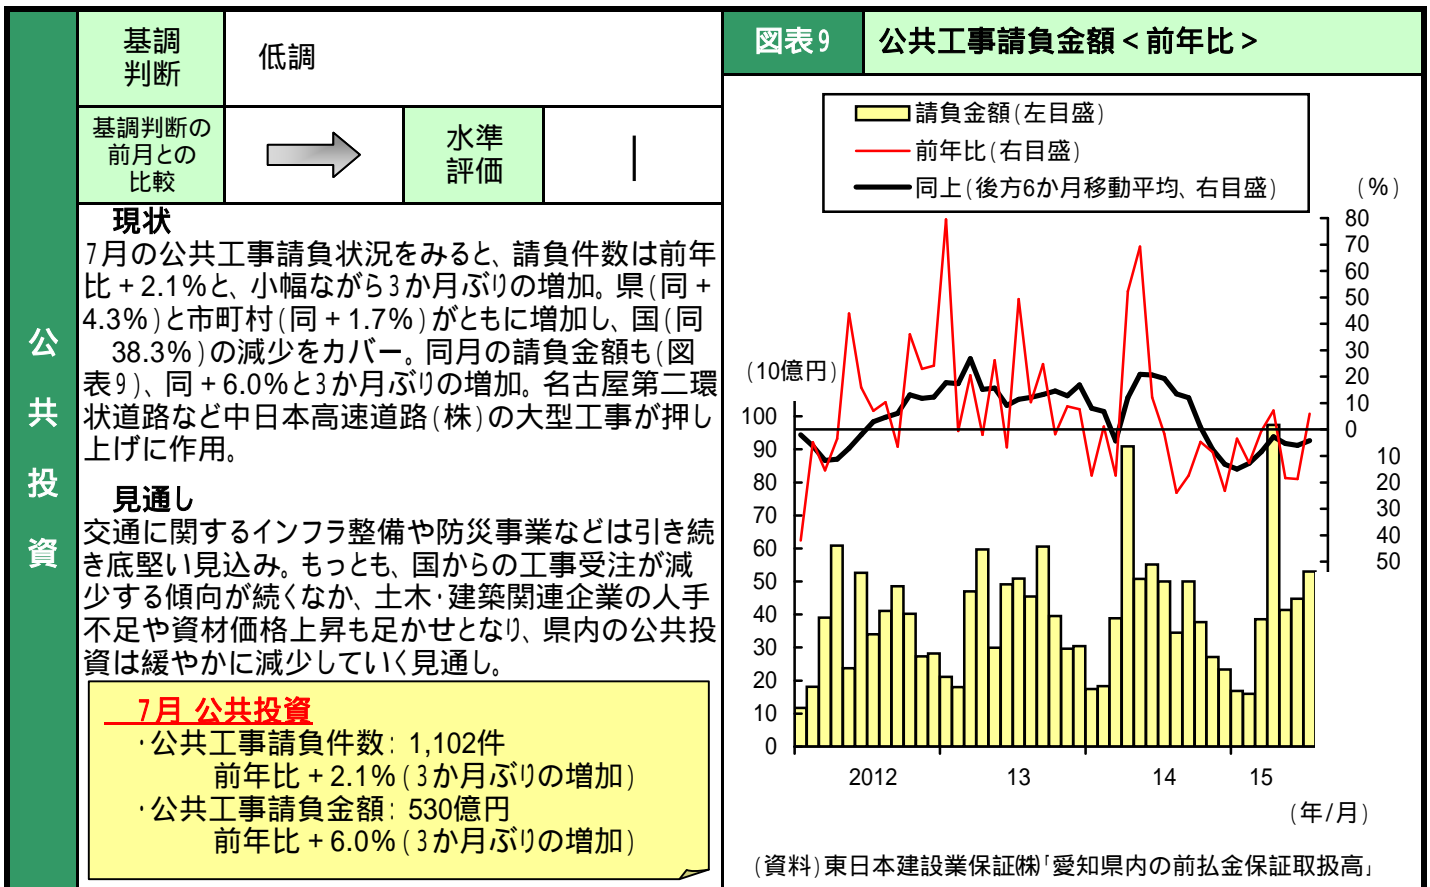 公共投資
基調
判断
低調
基調判断の
前月との
比較
水準
評価
現状
7月の公共工事請負状況をみると、請負件数は前年
比+2.1%と、小幅ながら3か月ぶりの増加。県(同+
4.3%)と市町村(同+1.7%)がともに増加し、国(同
38.3%)の減少をカバー。同月の請負金額も(図
表9)、同+6.0%と3か月ぶりの増加。名古屋第二環
状道路など中日本高速道路(株)の大型工事が押し
上げに作用。
見通し
交通に関するインフラ整備や防災事業などは引き続
き底堅い見込み。もっとも、国からの工事受注が減
少する傾向が続くなか、土木・建築関連企業の人手
不足や資材価格上昇も足かせとなり、県内の公共投
資は緩やかに減少していく見通し。
7月 公共投資
・公共工事請負件数: 1,102件
前年比+2.1%(3か月ぶりの増加)
・公共工事請負金額: 530億円
前年比+6.0%(3か月ぶりの増加)
図表9
公共工事請負金額<前年比>
請負金額(左目盛)
前年比(右目盛)
同上(後方6か月移動平均、右目盛)
(%)
(10億円)
100
90
80
70
60
50
40
30
20
10
0
80
70
60
50
40
30
20
10
0
10
20
30
40
50
2012
13
14
15
(年/月)
(資料)東日本建設業保証㈱「愛知県内の前払金保証取扱高」